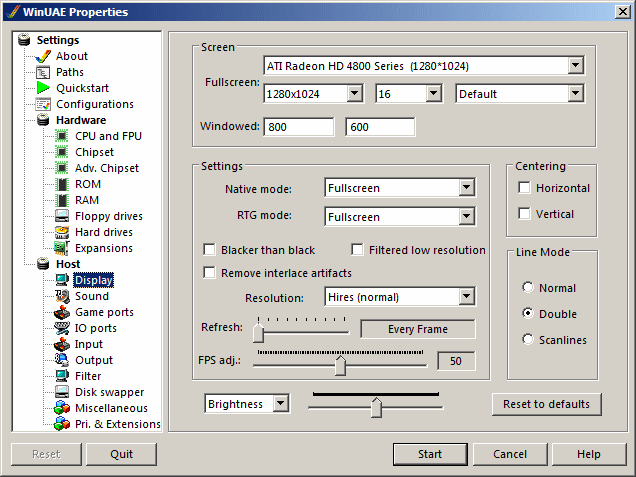 WinUAE Properties
Settings
About
Paths
Quickstart
Configurations
Hardware
CPU and FPU
Chipset
Adv. Chipset
ROM
RAM
Floppy drives
Hard drives
Expansions
Host
Display
Sound
Game ports
IO ports
Input
Output
Filter
Disk swapper
Miscellaneous
Pri. & Extensions
Screen
ATI Radeon HD 4800 Series (1280*1024)
Fullscreen:
1280x1024 16 Default
Windowed: 800 600
Settings
Native mode: Fullscreen
RTG mode: Fullscreen
Blacker than black Filtered low resolution
Remove interlace artifacts
Resolution: Hires (normal)
Refresh: Every Frame
FPS adj.: 50
Centering
Horizontal
Vertical
Line Mode
Normal
Double
Scanlines
Brightness Reset to defaults
Reset Quit Start Cancel Help